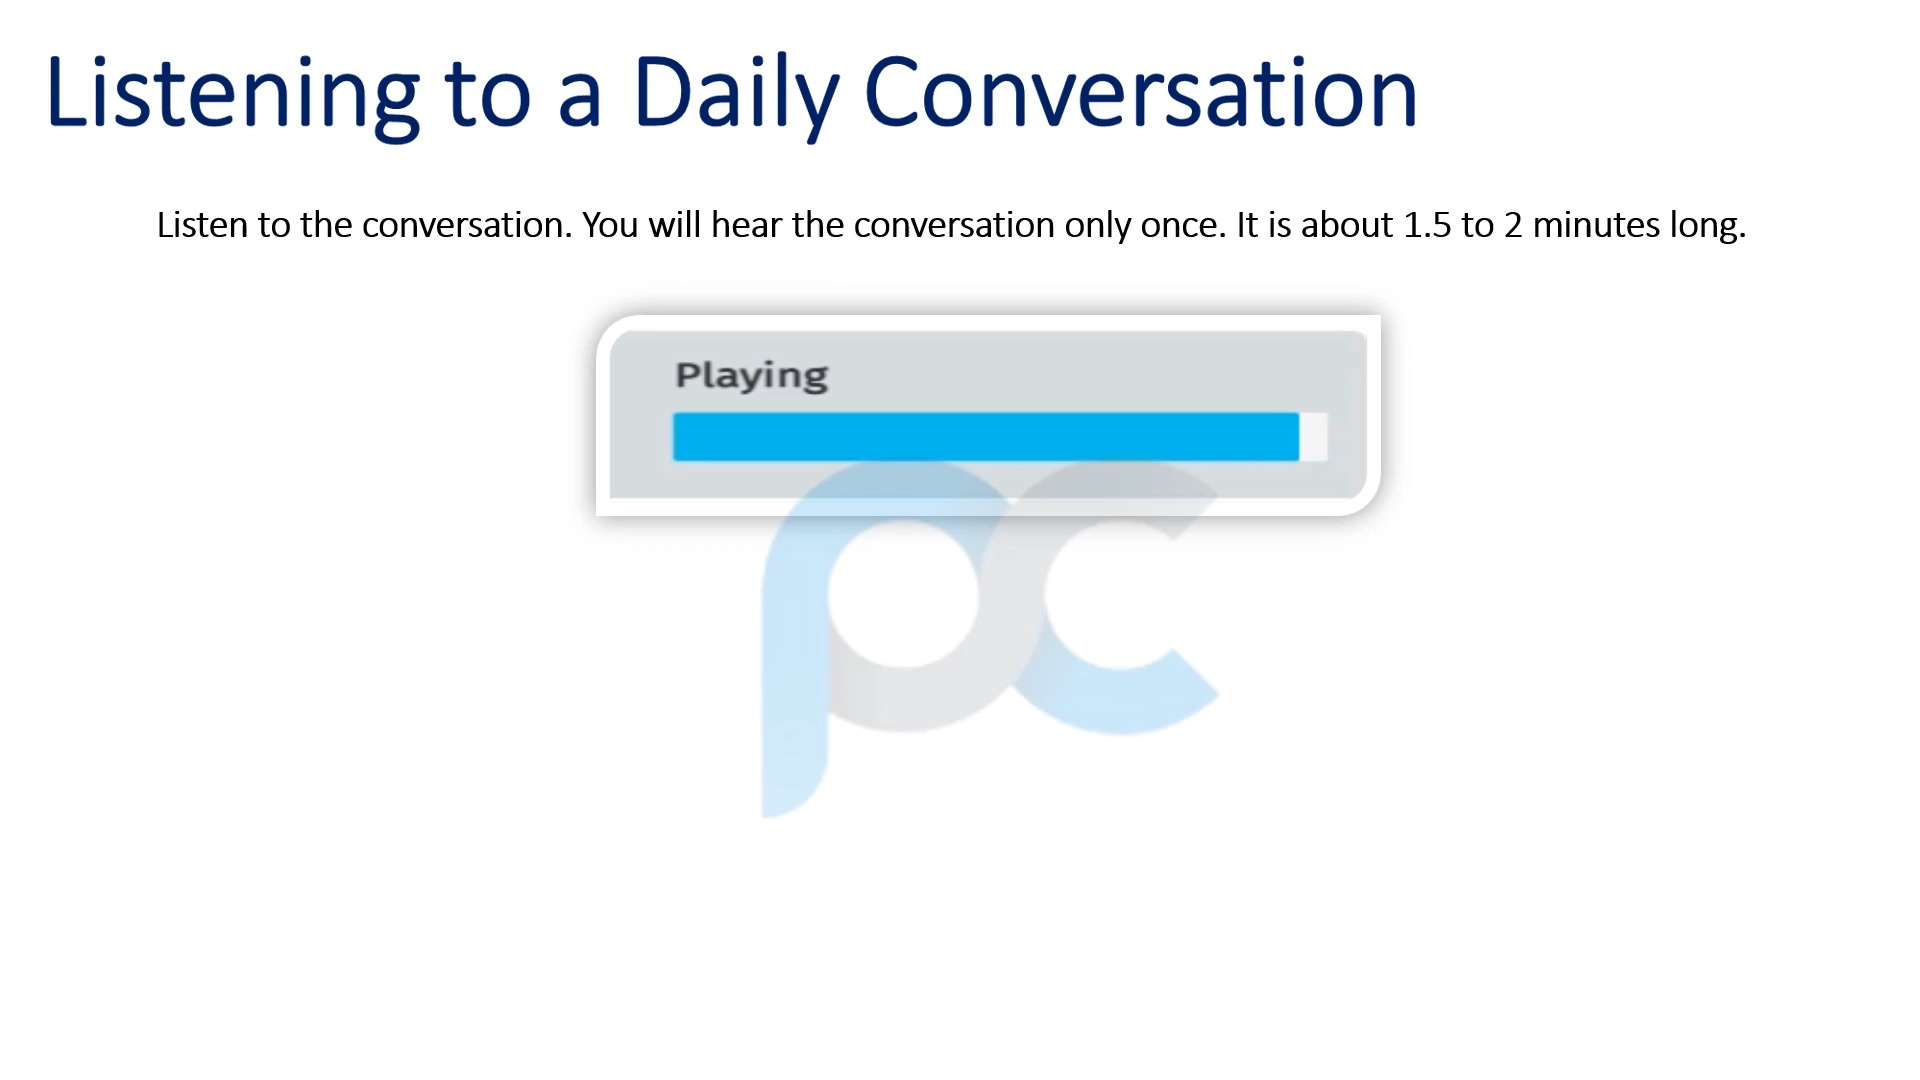 Listening to a Daily Conversation
Listen to the conversation. You will hear the conversation only once. It is about 1.5 to 2 minutes long.
Playing
pc